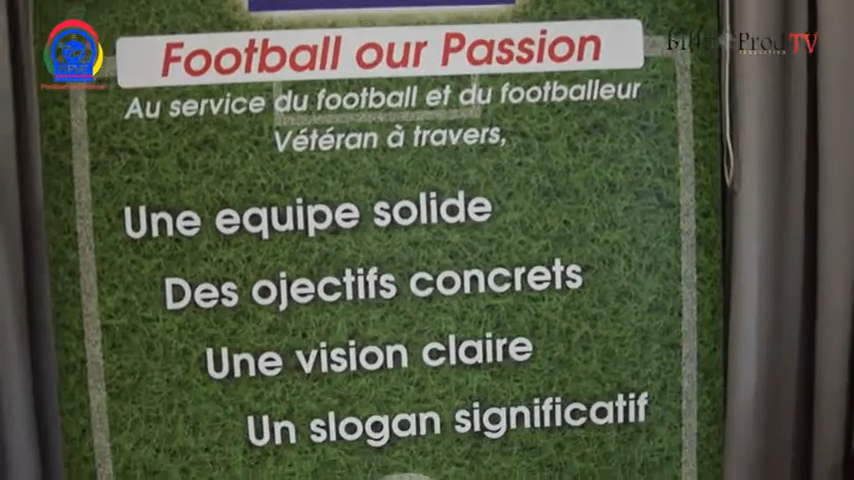 Football our Passion
Au service du football et du footballeur
Vétéran à travers,
Une equipe solide
Des ojectifs concrets
Une vision claire
Un slogan significatif